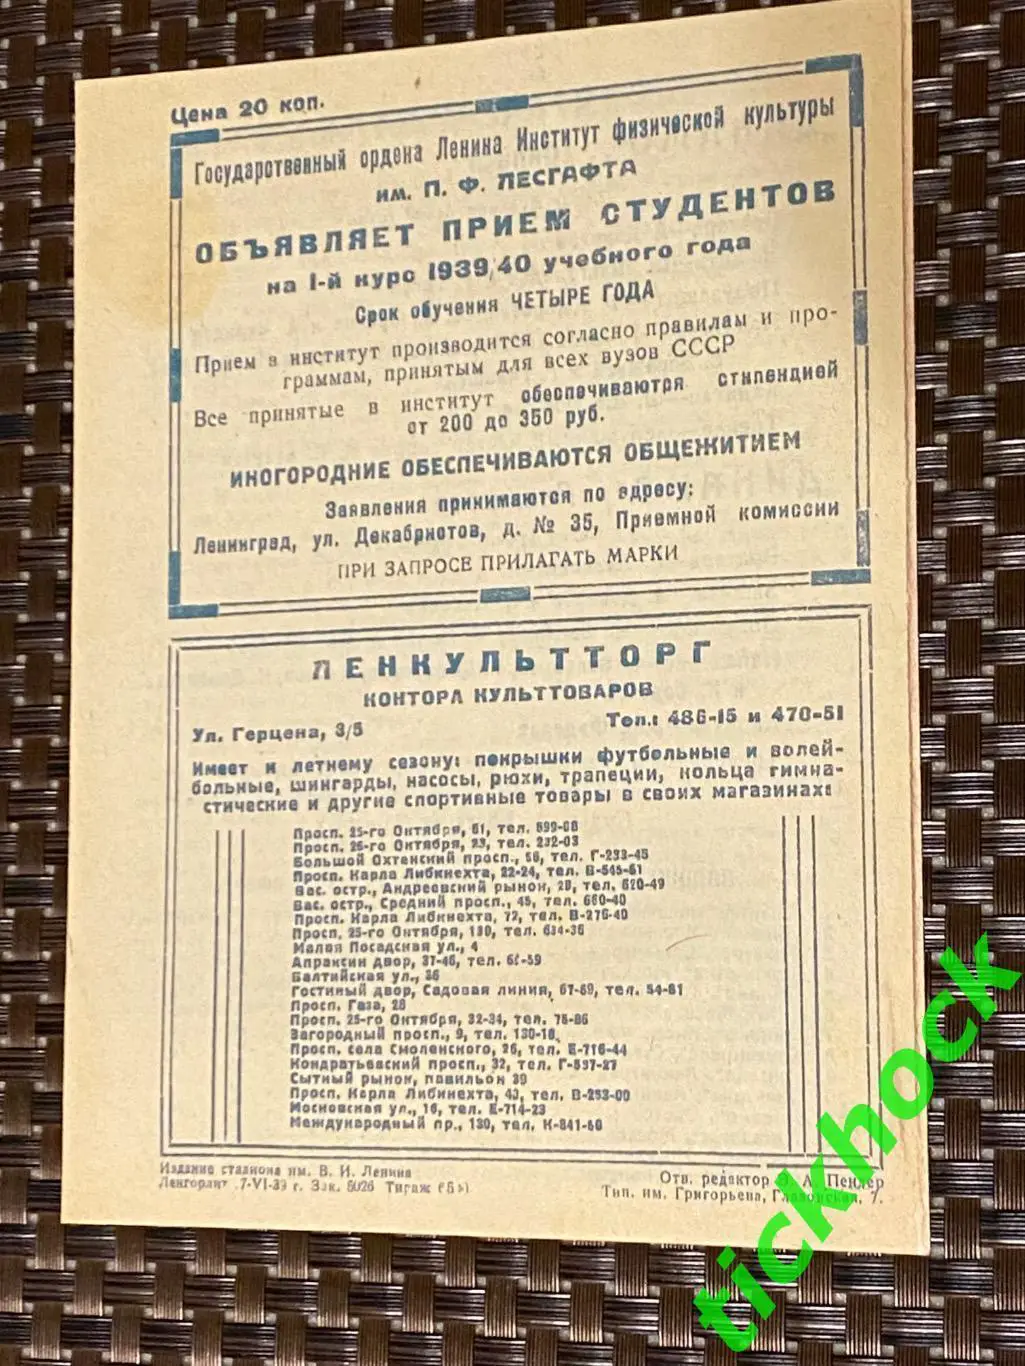 Цена 20 коп.
Государственный ордена Ленина Институт физической культуры
им. П. Ф. ЛЕСГАФТА
ОБЪЯВЛЯЕТ ПРИЕМ СТУДЕНТОВ
на I-й курс 1939/40 учебного года
Срок обучения ЧЕТЫРЕ ГОДА
Прием в институт производится согласно правилам и про-
граммам, принятым для всех вузов СССР
Все принятые в институт обеспечиваются стипендией
от 200 до 350 руб.
ИНОГОРОДНИЕ ОБЕСПЕЧИВАЮТСЯ ОБЩЕЖИТИЕМ
Заявления принимаются по адресу:
Ленинград, ул. Декабристов, д. № 35, Приемной комиссии
ПРИ ЗАПРОСЕ ПРИЛАГАТЬ МАРКИ
ЛЕНКУЛЬТТОРГ
КОНТОРА КУЛЬТТОВАРОВ
Ул. Герцена, 3/5 Тел.: 486-15 и 470-51
Имеет к летнему сезону: покрышки футбольные и волей-
больные, шингарды, насосы, рюхи, трапеции, кольца гимна-
стические и другие спортивные товары в своих магазинах:
Просп. 25-го Октября, 61, тел. 599-08
Просп. 25-го Октября, 23, тел. 232-03
Большой Охтенский просп., 56, тел. Г-233-45
Просп. Карла Либкнехта, 22-24, тел. В-545-61
Вас. остр., Андреевский рынок, 28, тел. 620-49
Вас. остр., Средний просп., 45, тел. 660-40
Просп. Карла Либкнехта, 72, тел. В-276-40
Просп. 25-го Октября, 180, тел. 634-36
Малая Посадская ул., 4
Апраксин двор, 37-46, тел. 66-59
Балтийская ул., 36
Гостиный двор, Садовая линия, 67-69, тел. 54-81
Просп. Газа, 28
Просп. 25-го Октября, 32-34, тел. 75-86
Загородный просп., 9, тел. 130-18
Просп. села Смоленского, 26, тел. Е-716-44
Кондратьевский просп., 32, тел. Г-537-27
Сытный рынок, павильон 39
Просп. Карла Либкнехта, 43, тел. В-253-00
Московская ул., 16, тел. Е-714-23
Международный пр., 130, тел. К-841-60
Издание стадиона им. В. И. Ленина Отв. редактор А. Пенлер
Ленгорлит 7-VI-39 г. Зак. 5026 Тираж Тип. им. Григорьева, Глазовская, 7.
tickhock